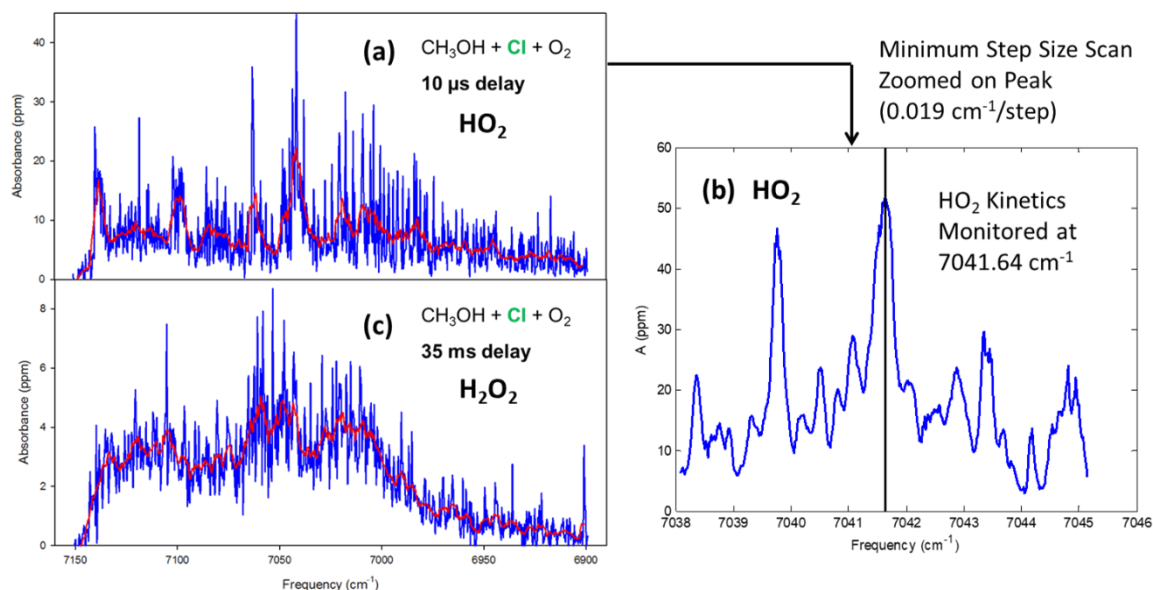 (a)
CH₃OH + Cl + O₂
10 µs delay
HO₂
Absorbance (ppm)
40
30
20
10
0
(c)
CH₃OH + Cl + O₂
35 ms delay
H₂O₂
Absorbance (ppm)
8
6
4
2
0
7150
7100
7050
7000
6950
6900
Frequency (cm⁻¹)
Minimum Step Size Scan
Zoomed on Peak
(0.019 cm⁻¹/step)
(b) HO₂
HO₂ Kinetics
Monitored at
7041.64 cm⁻¹
A (ppm)
60
50
40
30
20
10
0
7038
7039
7040
7041
7042
7043
7044
7045
7046
Frequency (cm⁻¹)